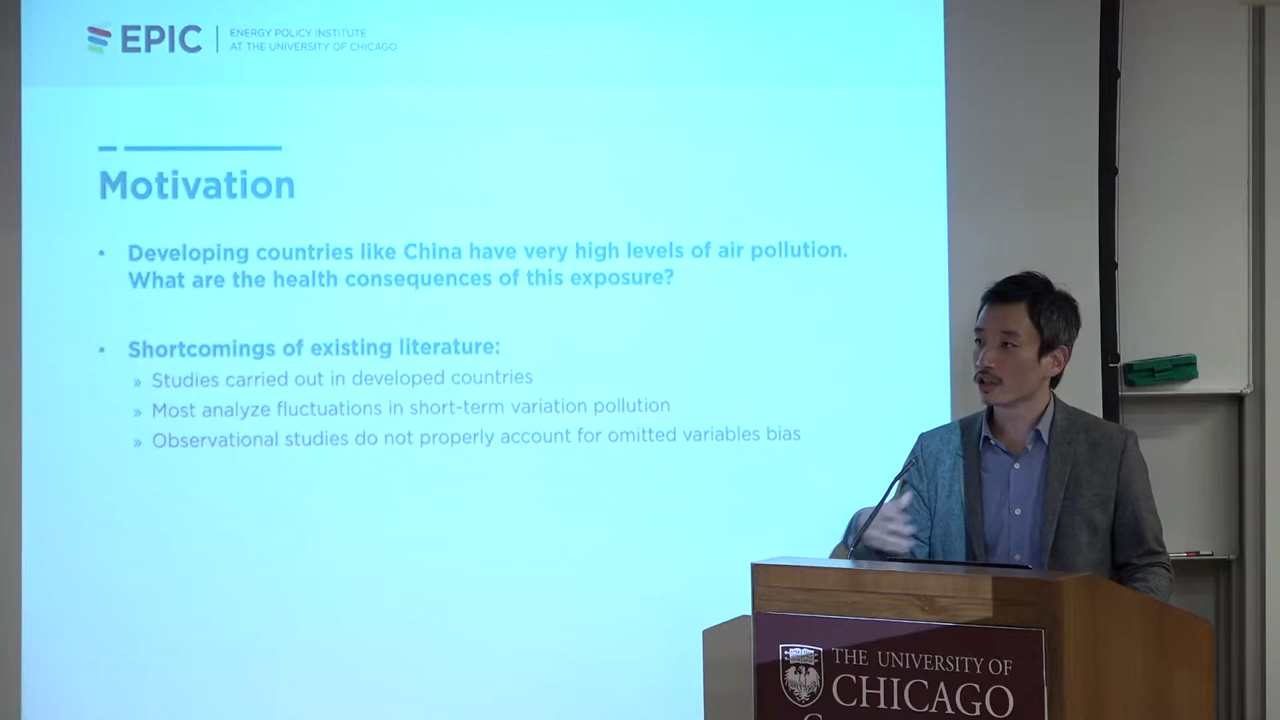 EPIC
ENERGY POLICY INSTITUTE
AT THE UNIVERSITY OF CHICAGO
Motivation
• Developing countries like China have very high levels of air pollution.
What are the health consequences of this exposure?
• Shortcomings of existing literature:
» Studies carried out in developed countries
» Most analyze fluctuations in short-term variation pollution
» Observational studies do not properly account for omitted variables bias
THE UNIVERSITY OF
CHICAGO